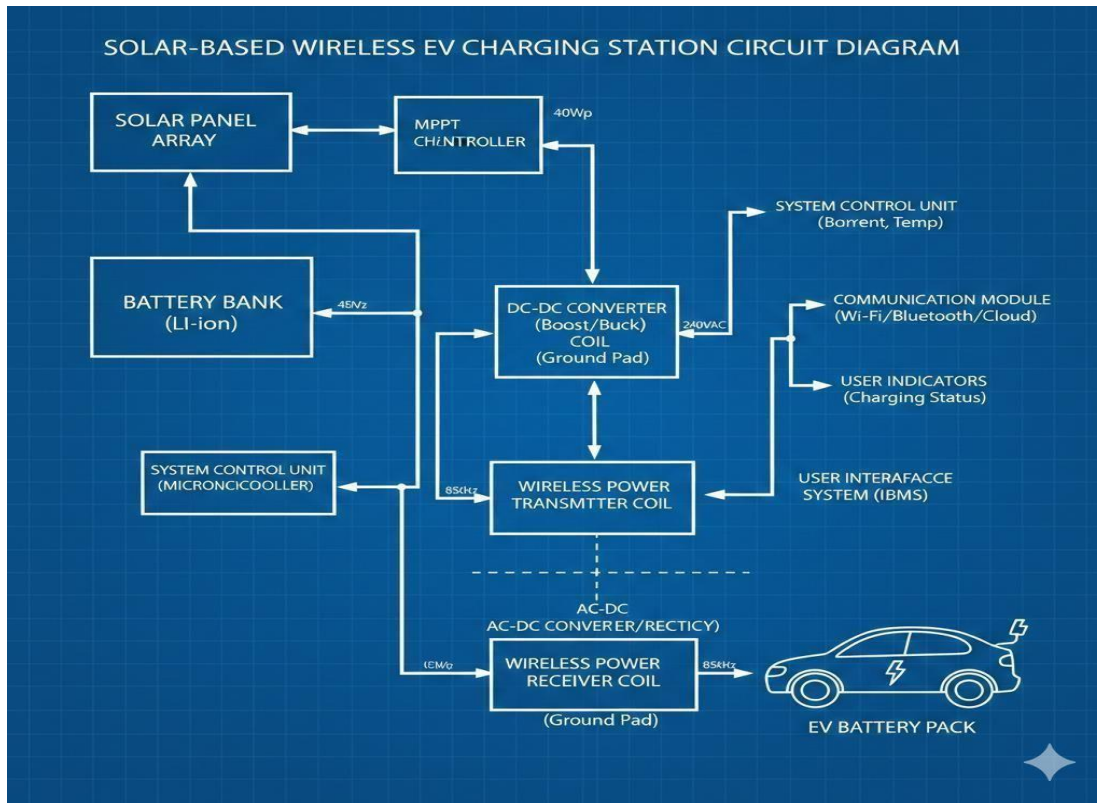 SOLAR-BASED WIRELESS EV CHARGING STATION CIRCUIT DIAGRAM
SOLAR PANEL
ARRAY
MPPT
40Wp
SYSTEM CONTROL UNIT
(Borrent, Temp)
BATTERY BANK
(LI-ion)
DC-DC CONVERTER
(Boost/Buck)
COIL
(Ground Pad)
240VAC
COMMUNICATION MODULE
(Wi-Fi/Bluetooth/Cloud)
USER INDICATORS
(Charging Status)
SYSTEM CONTROL UNIT
(MICRONCICOOLLER)
85kHz
WIRELESS POWER
TRANSMTTER COIL
USER INTERAFACCE
SYSTEM (IBMS)
AC-DC
AC-DC CONVERER/RECTICY)
WIRELESS POWER
RECEIVER COIL
85kHz
(Ground Pad)
EV BATTERY PACK